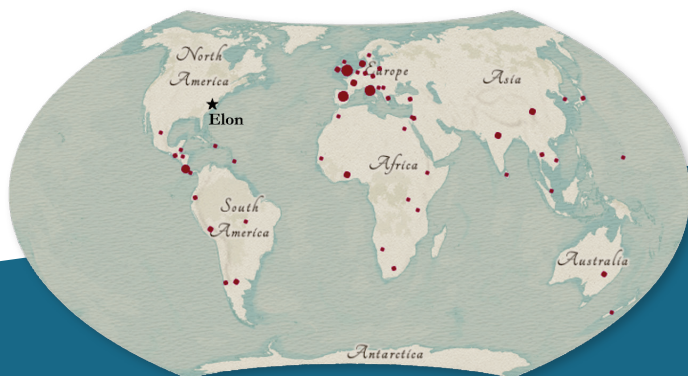 North
America
Europe
Asia
Elon
Africa
South
America
Australia
Antarctica